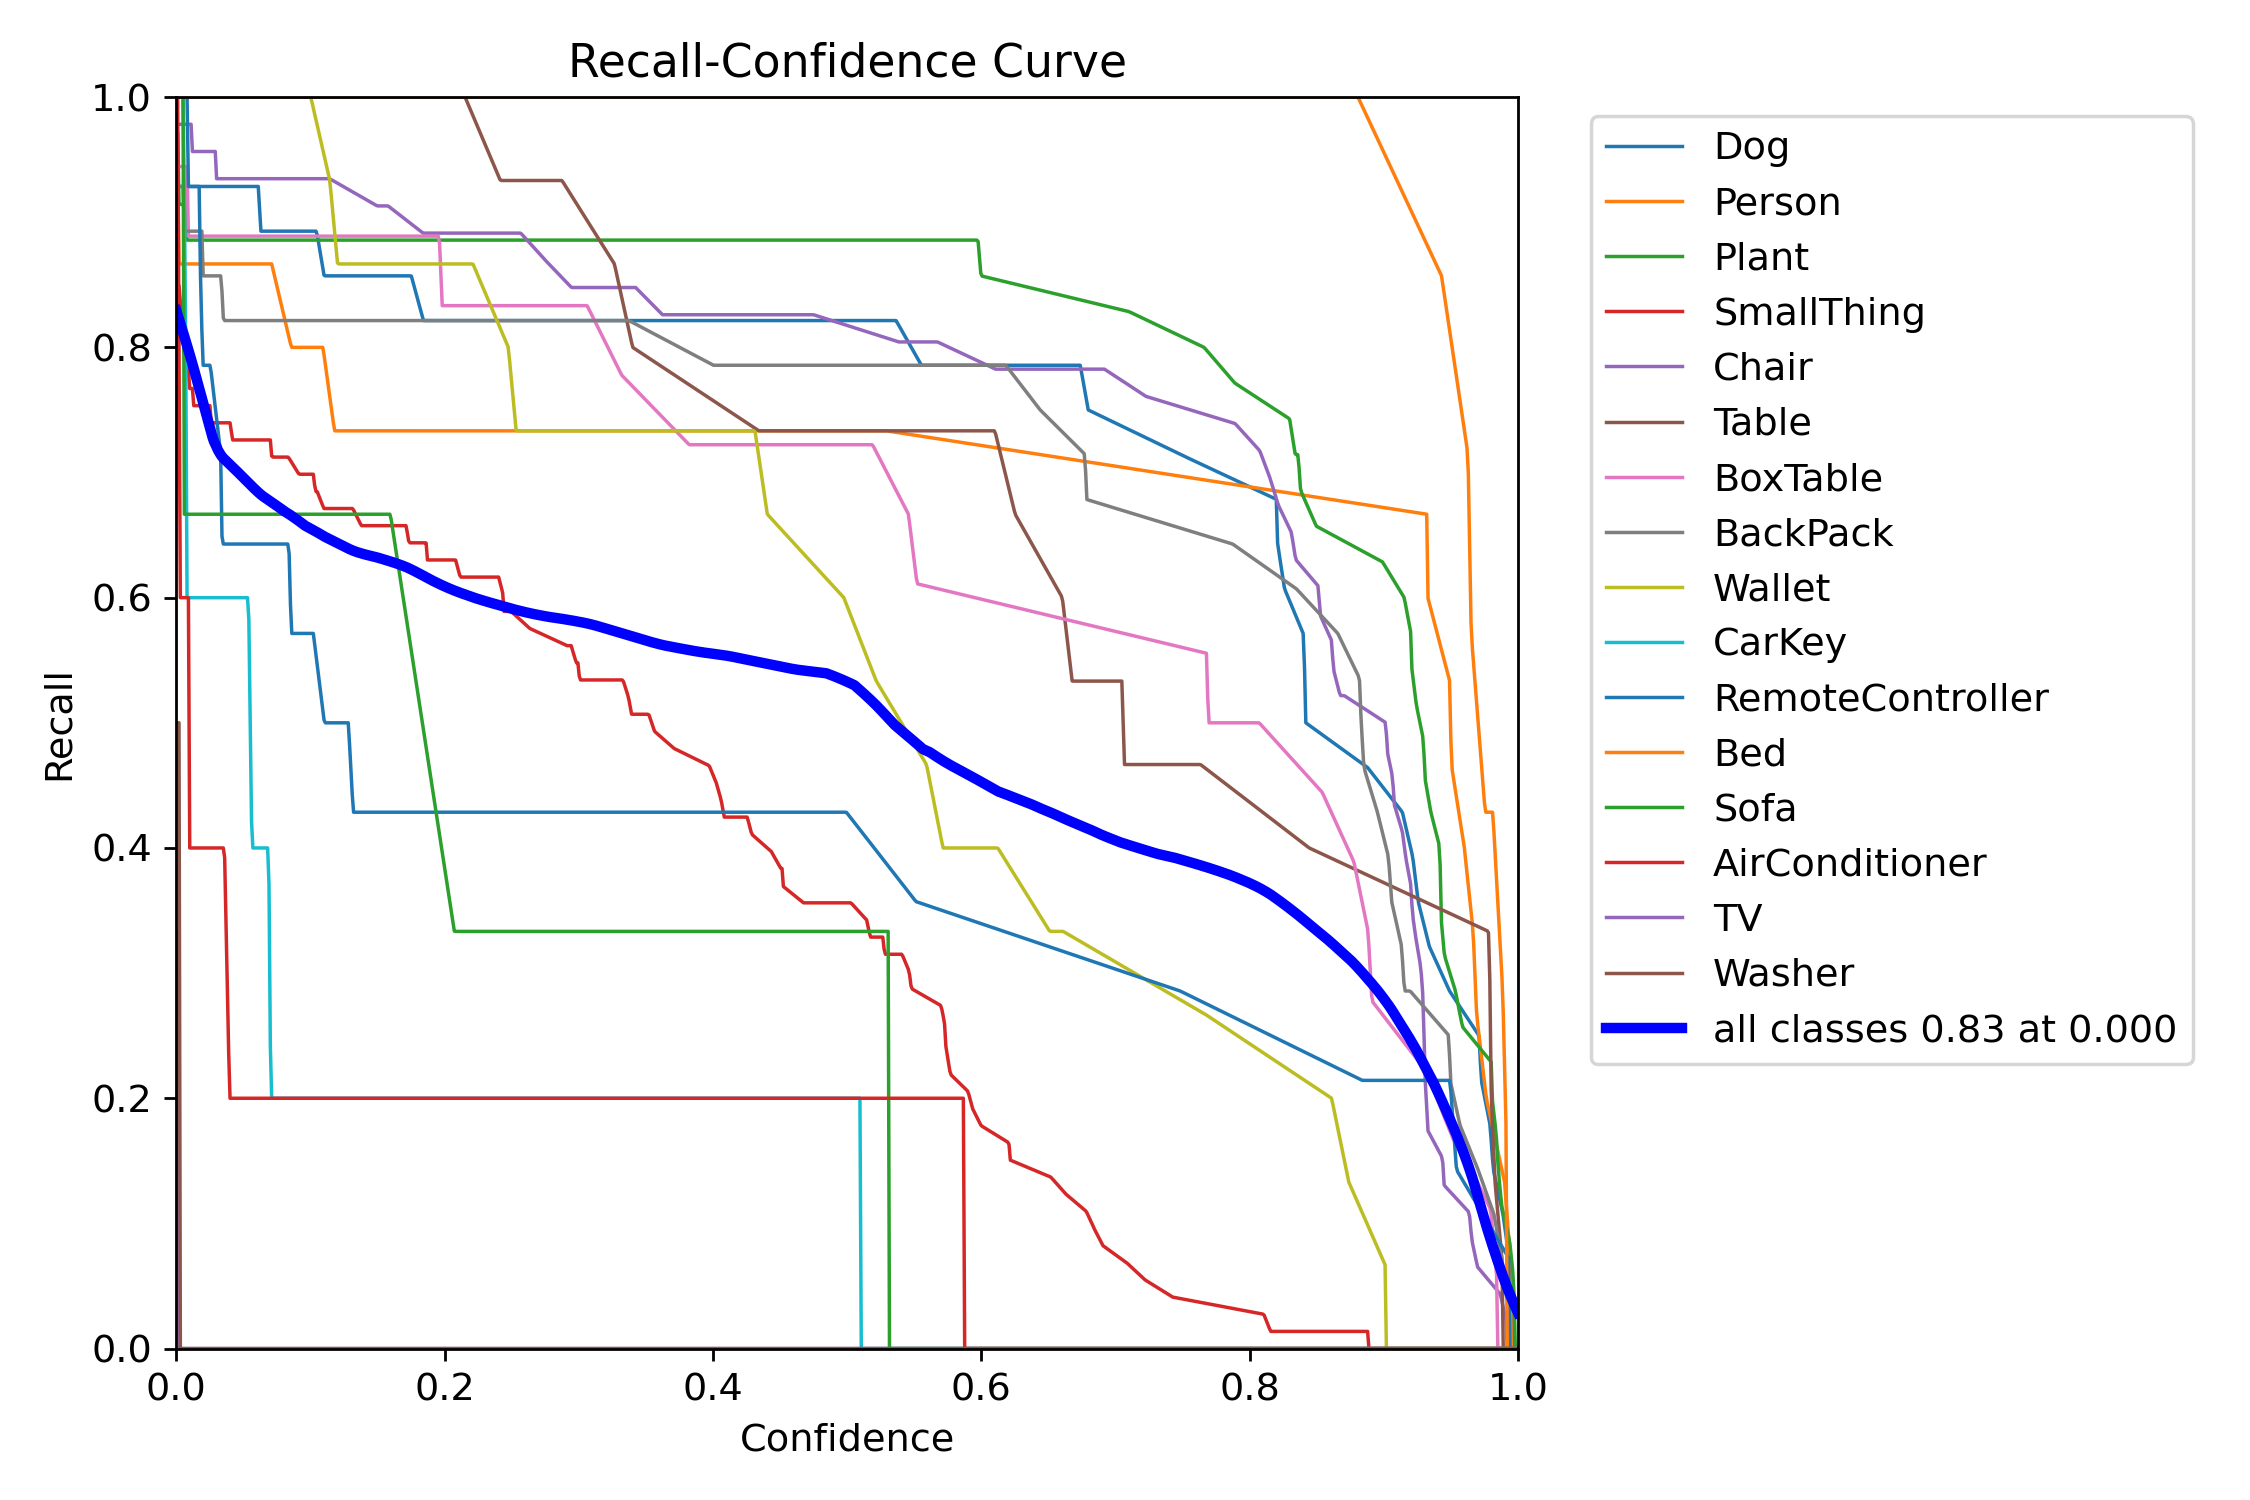 Recall-Confidence Curve
1.0
0.8
0.6
0.4
0.2
0.0
Recall
0.0 0.2 0.4 0.6 0.8 1.0
Confidence
Dog
Person
Plant
SmallThing
Chair
Table
BoxTable
BackPack
Wallet
CarKey
RemoteController
Bed
Sofa
AirConditioner
TV
Washer
all classes 0.83 at 0.000